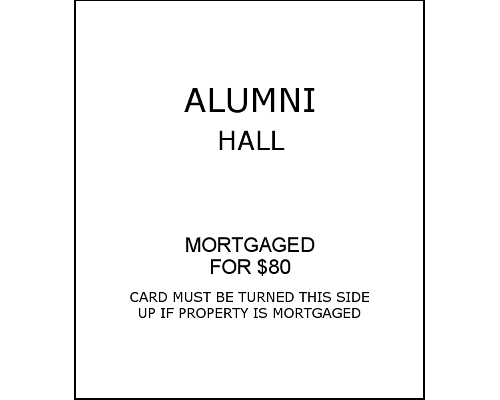 ALUMNI
HALL
MORTGAGED
FOR $80
CARD MUST BE TURNED THIS SIDE
UP IF PROPERTY IS MORTGAGED